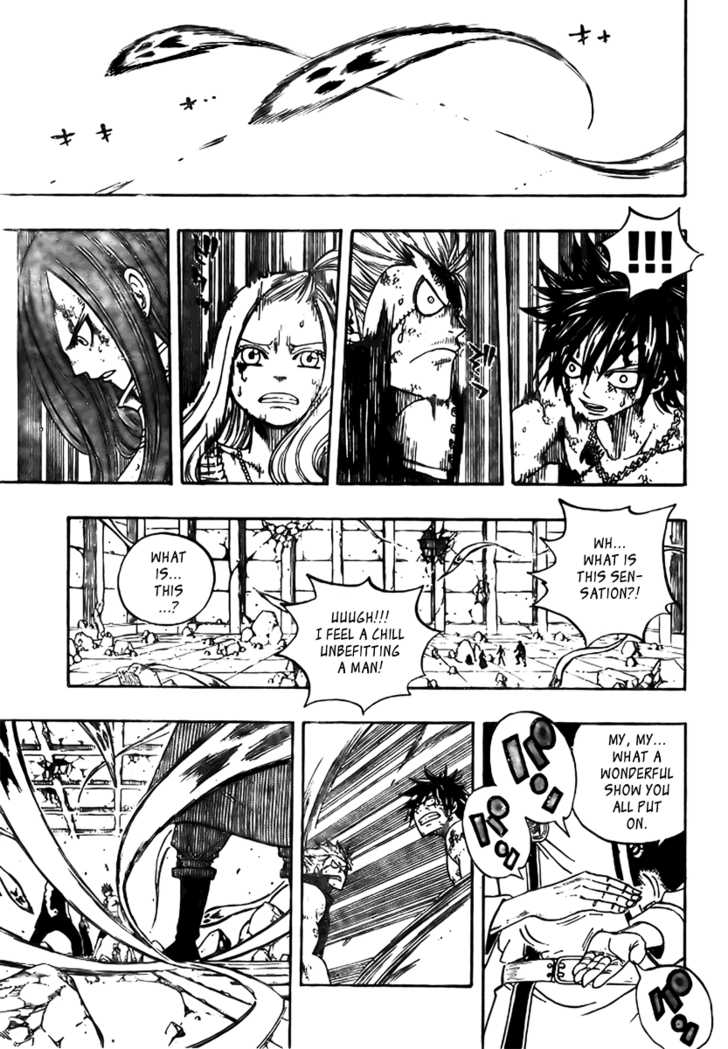 !!!
WH...
WHAT IS
THIS SEN-
SATION?!
UUUGH!!!
I FEEL A CHILL
UNBEFITTING
A MAN!
WHAT
IS...
THIS
...?
MY, MY...
WHAT A
WONDERFUL
SHOW YOU
ALL PUT
ON.